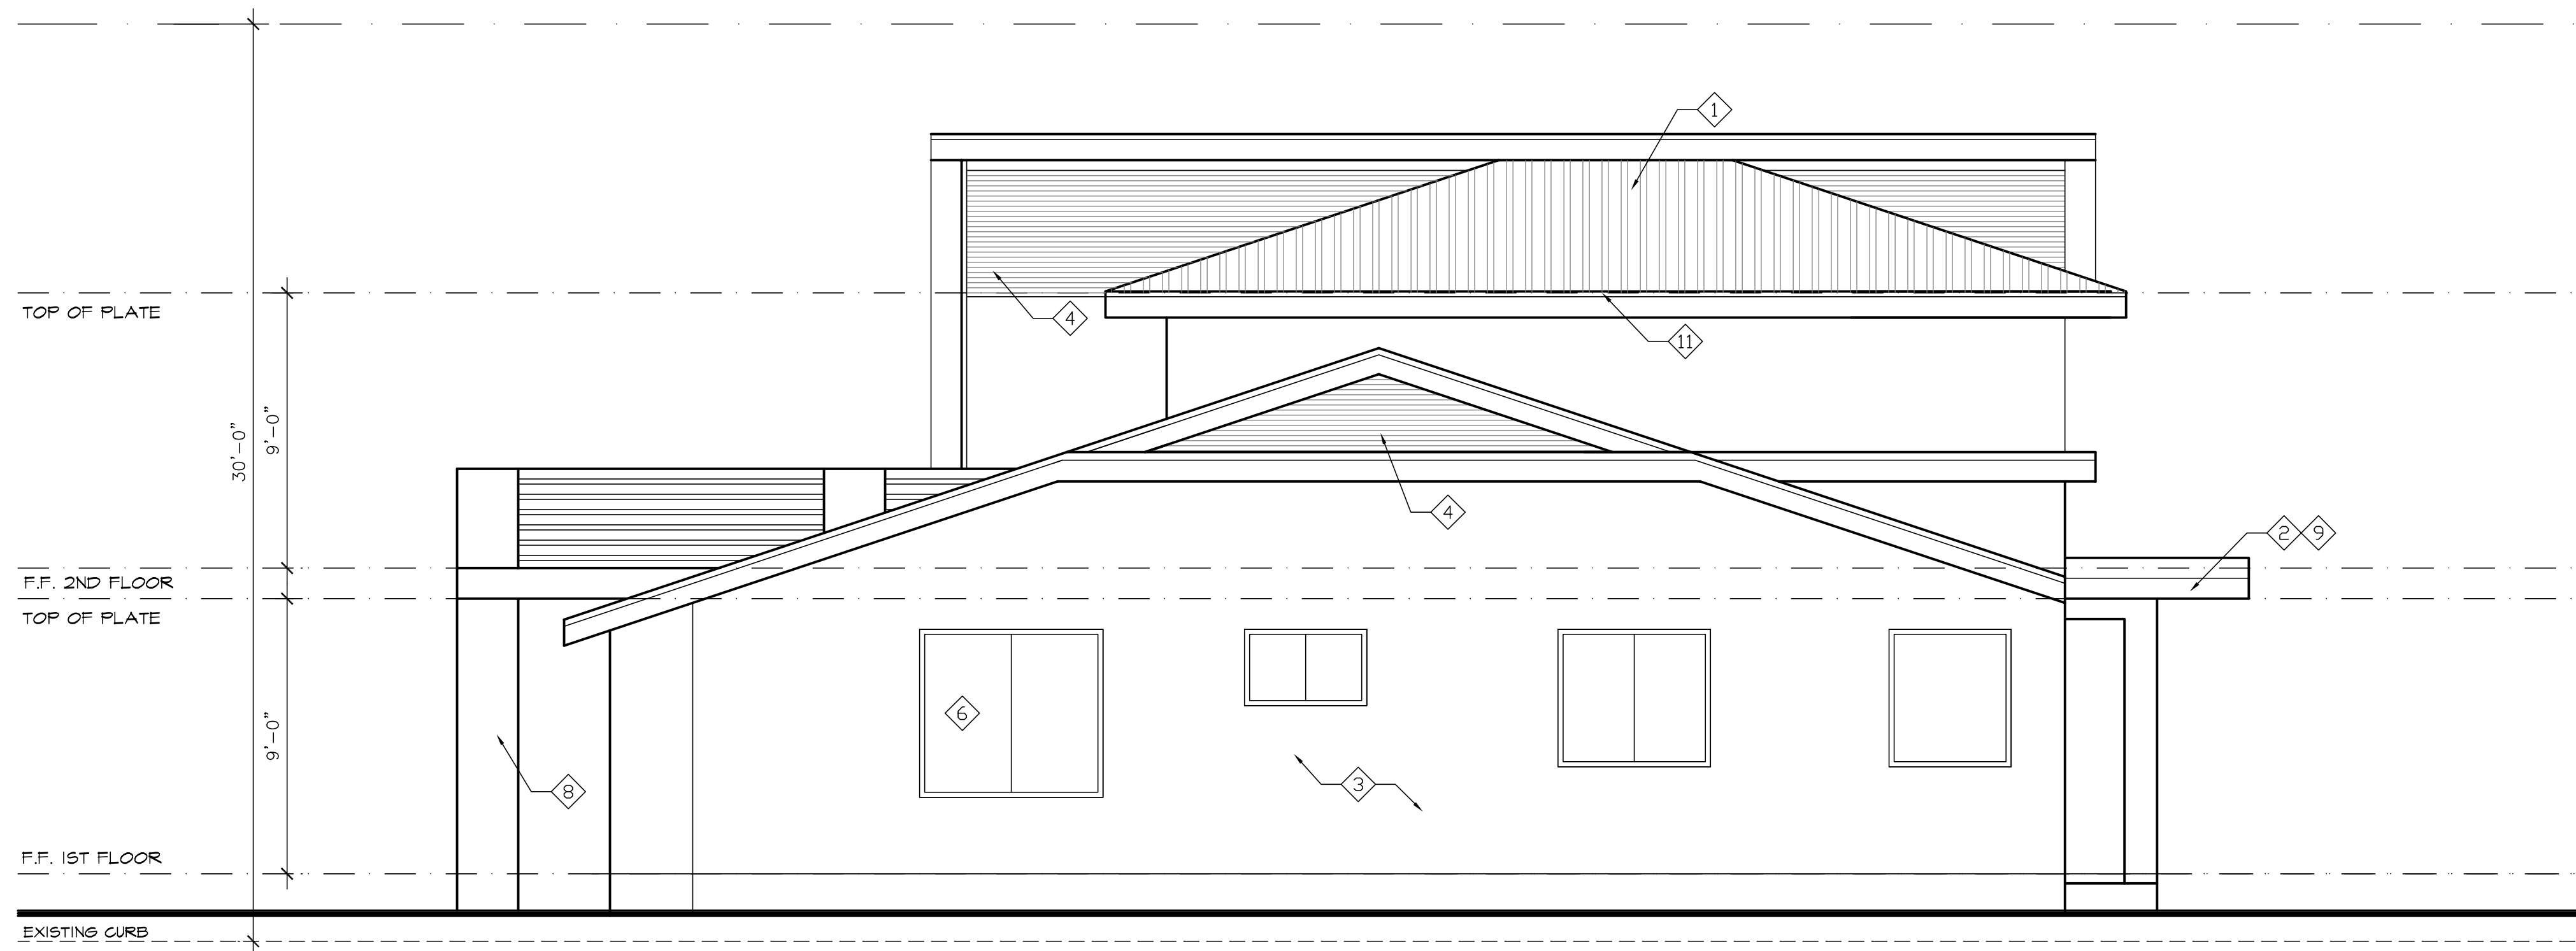 1
TOP OF PLATE
4
11
30'-0"
9'-0"
4
2 9
F.F. 2ND FLOOR
TOP OF PLATE
6
9'-0"
3
8
F.F. 1ST FLOOR
EXISTING CURB